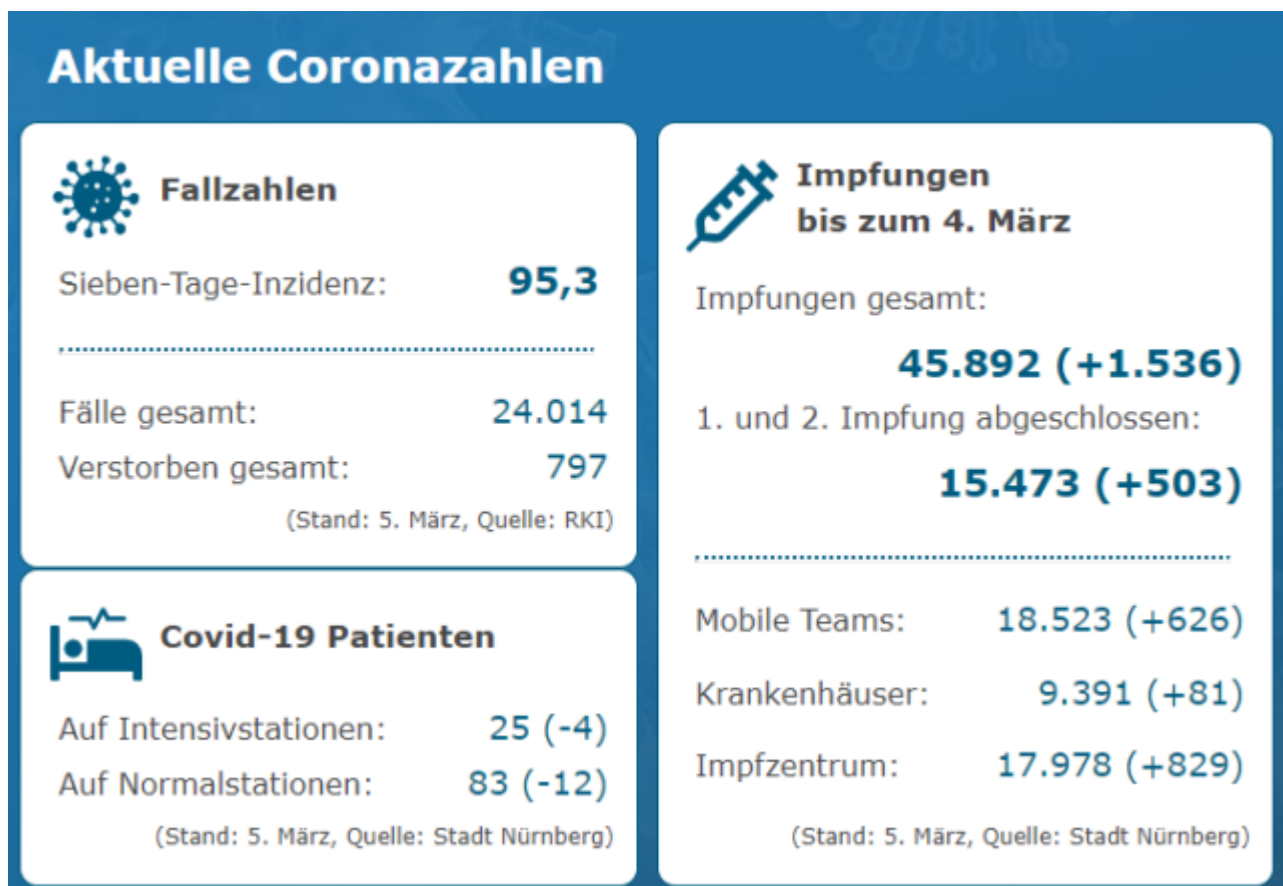 Aktuelle Coronazahlen
Fallzahlen
Sieben-Tage-Inzidenz: 95,3
Fälle gesamt: 24.014
Verstorben gesamt: 797
(Stand: 5. März, Quelle: RKI)
Covid-19 Patienten
Auf Intensivstationen: 25 (-4)
Auf Normalstationen: 83 (-12)
(Stand: 5. März, Quelle: Stadt Nürnberg)
Impfungen
bis zum 4. März
Impfungen gesamt:
45.892 (+1.536)
1. und 2. Impfung abgeschlossen:
15.473 (+503)
Mobile Teams: 18.523 (+626)
Krankenhäuser: 9.391 (+81)
Impfzentrum: 17.978 (+829)
(Stand: 5. März, Quelle: Stadt Nürnberg)